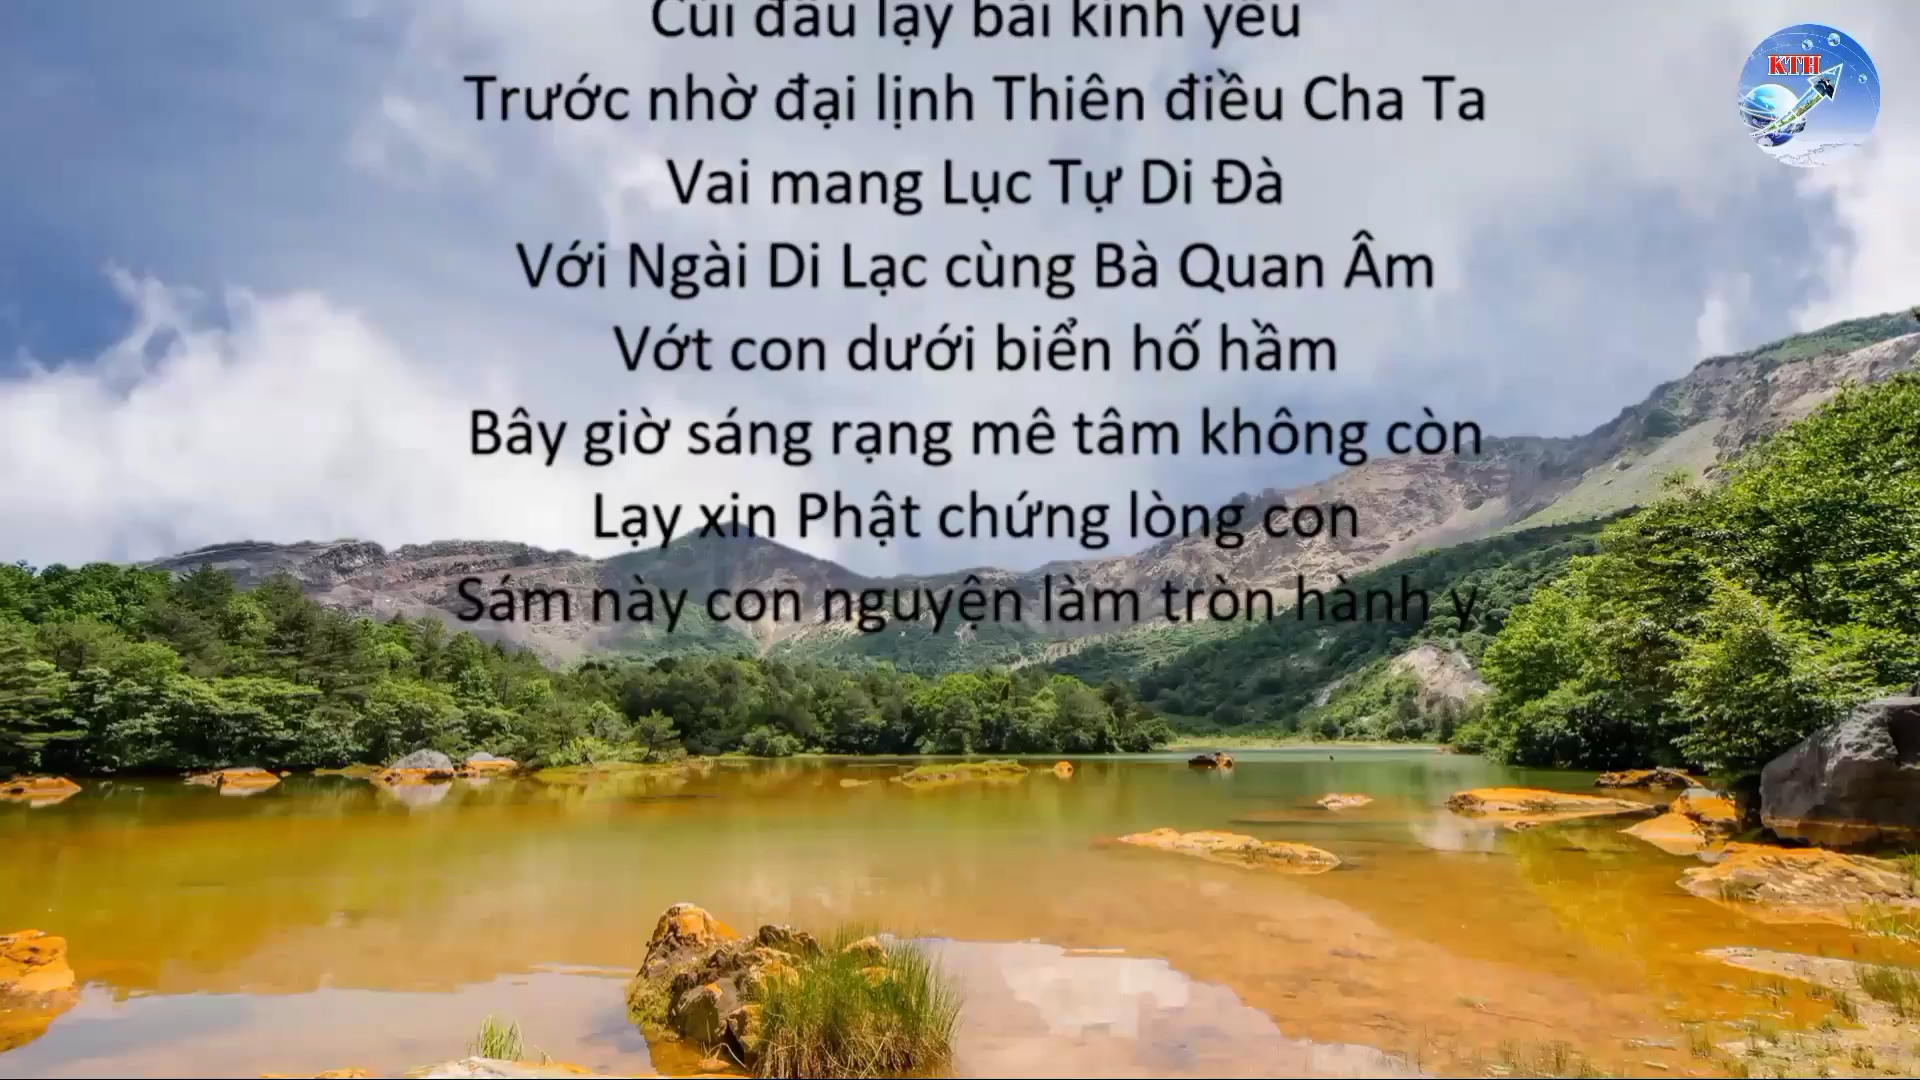 Cúi đầu lạy bái kính yêu
Trước nhờ đại lịnh Thiên điều Cha Ta
Vai mang Lục Tự Di Đà
Với Ngài Di Lạc cùng Bà Quan Âm
Vớt con dưới biển hố hầm
Bây giờ sáng rạng mê tâm không còn
Lạy xin Phật chứng lòng con
Sám này con nguyện làm tròn hành y
KTH